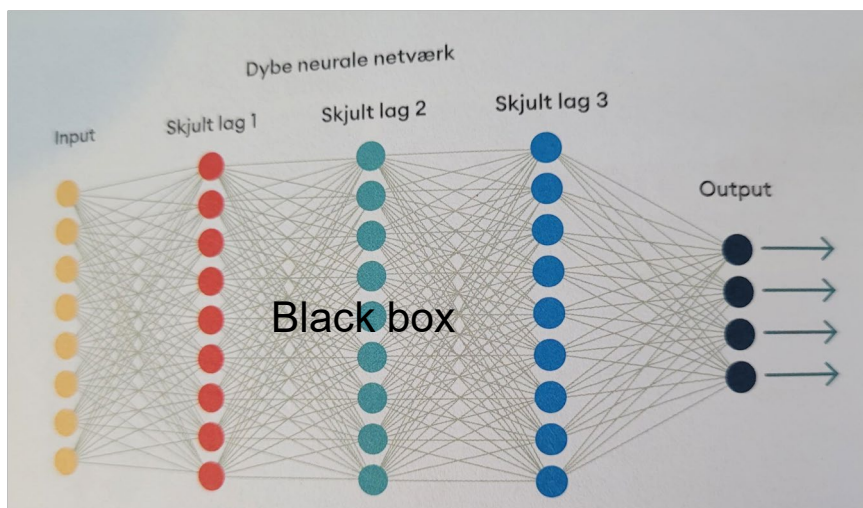 Dybe neurale netværk
Input
Skjult lag 1
Skjult lag 2
Skjult lag 3
Output
Black box